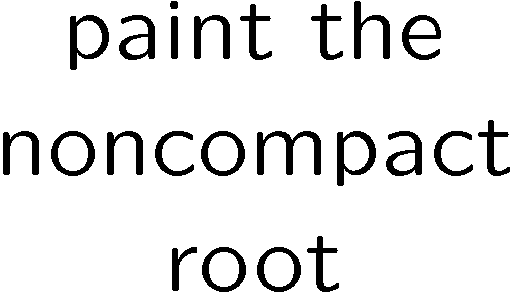 paint the
noncompact
root